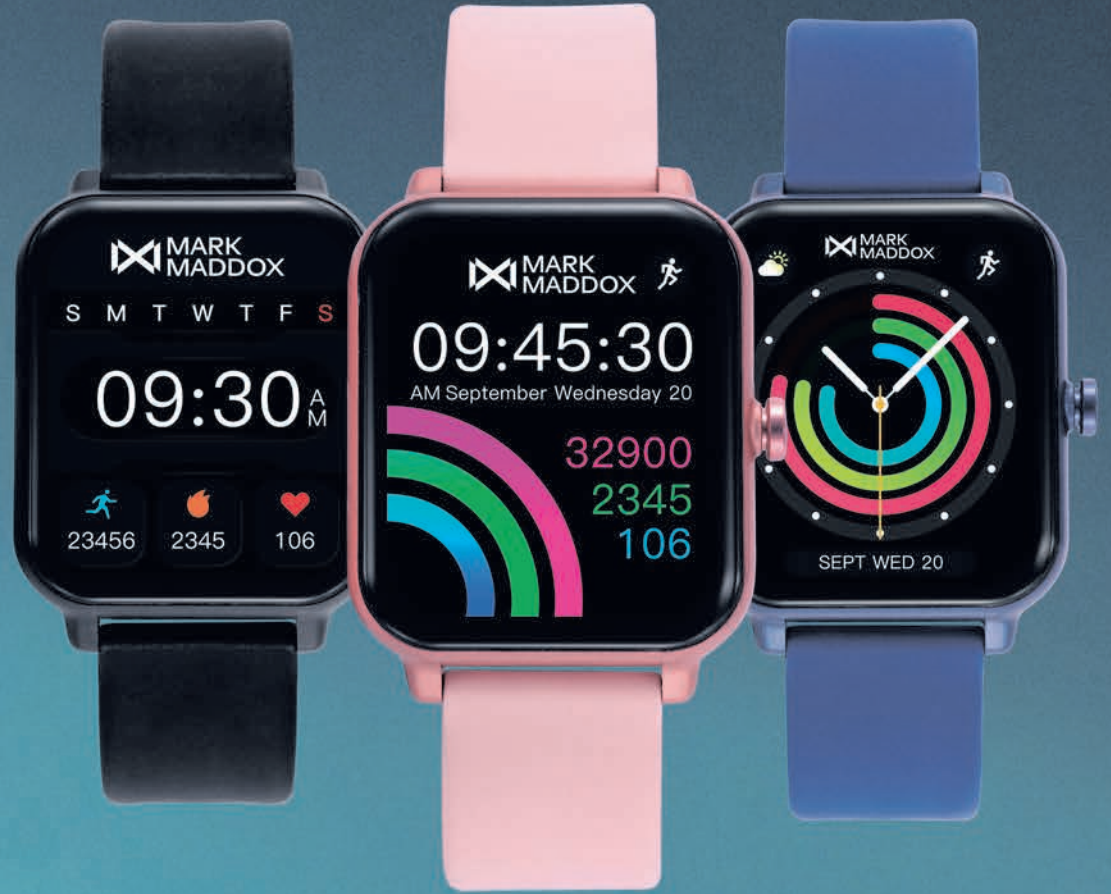 MARK
MADDOX
S M T W T F S
09:30 AM
23456 2345 106
MARK
MADDOX
09:45:30
AM September Wednesday 20
32900
2345
106
MARK
MADDOX
SEPT WED 20